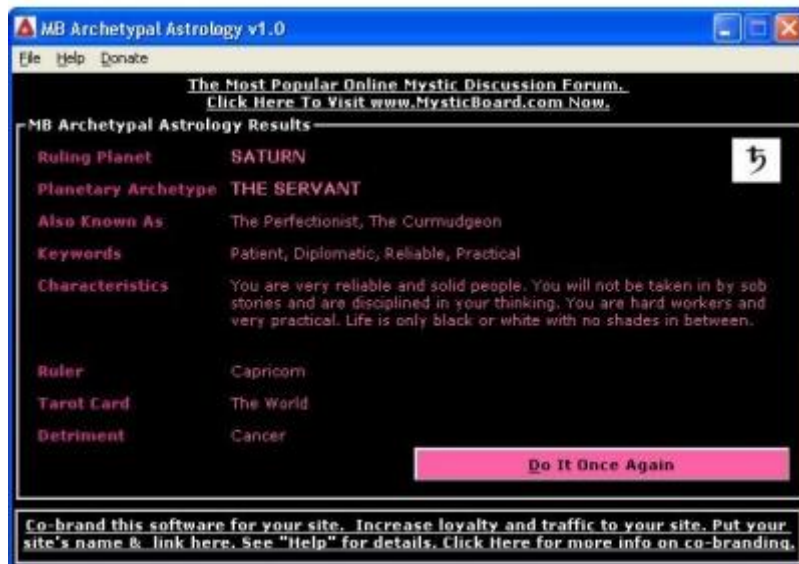 MB Archetypal Astrology v1.0
File Help Donate
The Most Popular Online Mystic Discussion Forum.
Click Here To Visit www.MysticBoard.com Now.
MB Archetypal Astrology Results
Ruling Planet SATURN
Planetary Archetype THE SERVANT
Also Known As The Perfectionist, The Curmudgeon
Keywords Patient, Diplomatic, Reliable, Practical
Characteristics You are very reliable and solid people. You will not be taken in by sob
stories and are disciplined in your thinking. You are hard workers and
very practical. Life is only black or white with no shades in between.
Ruler Capricorn
Tarot Card The World
Detriment Cancer
Do It Once Again
Co-brand this software for your site. Increase loyalty and traffic to your site. Put your
site's name & link here. See "Help" for details. Click Here for more info on co-branding.